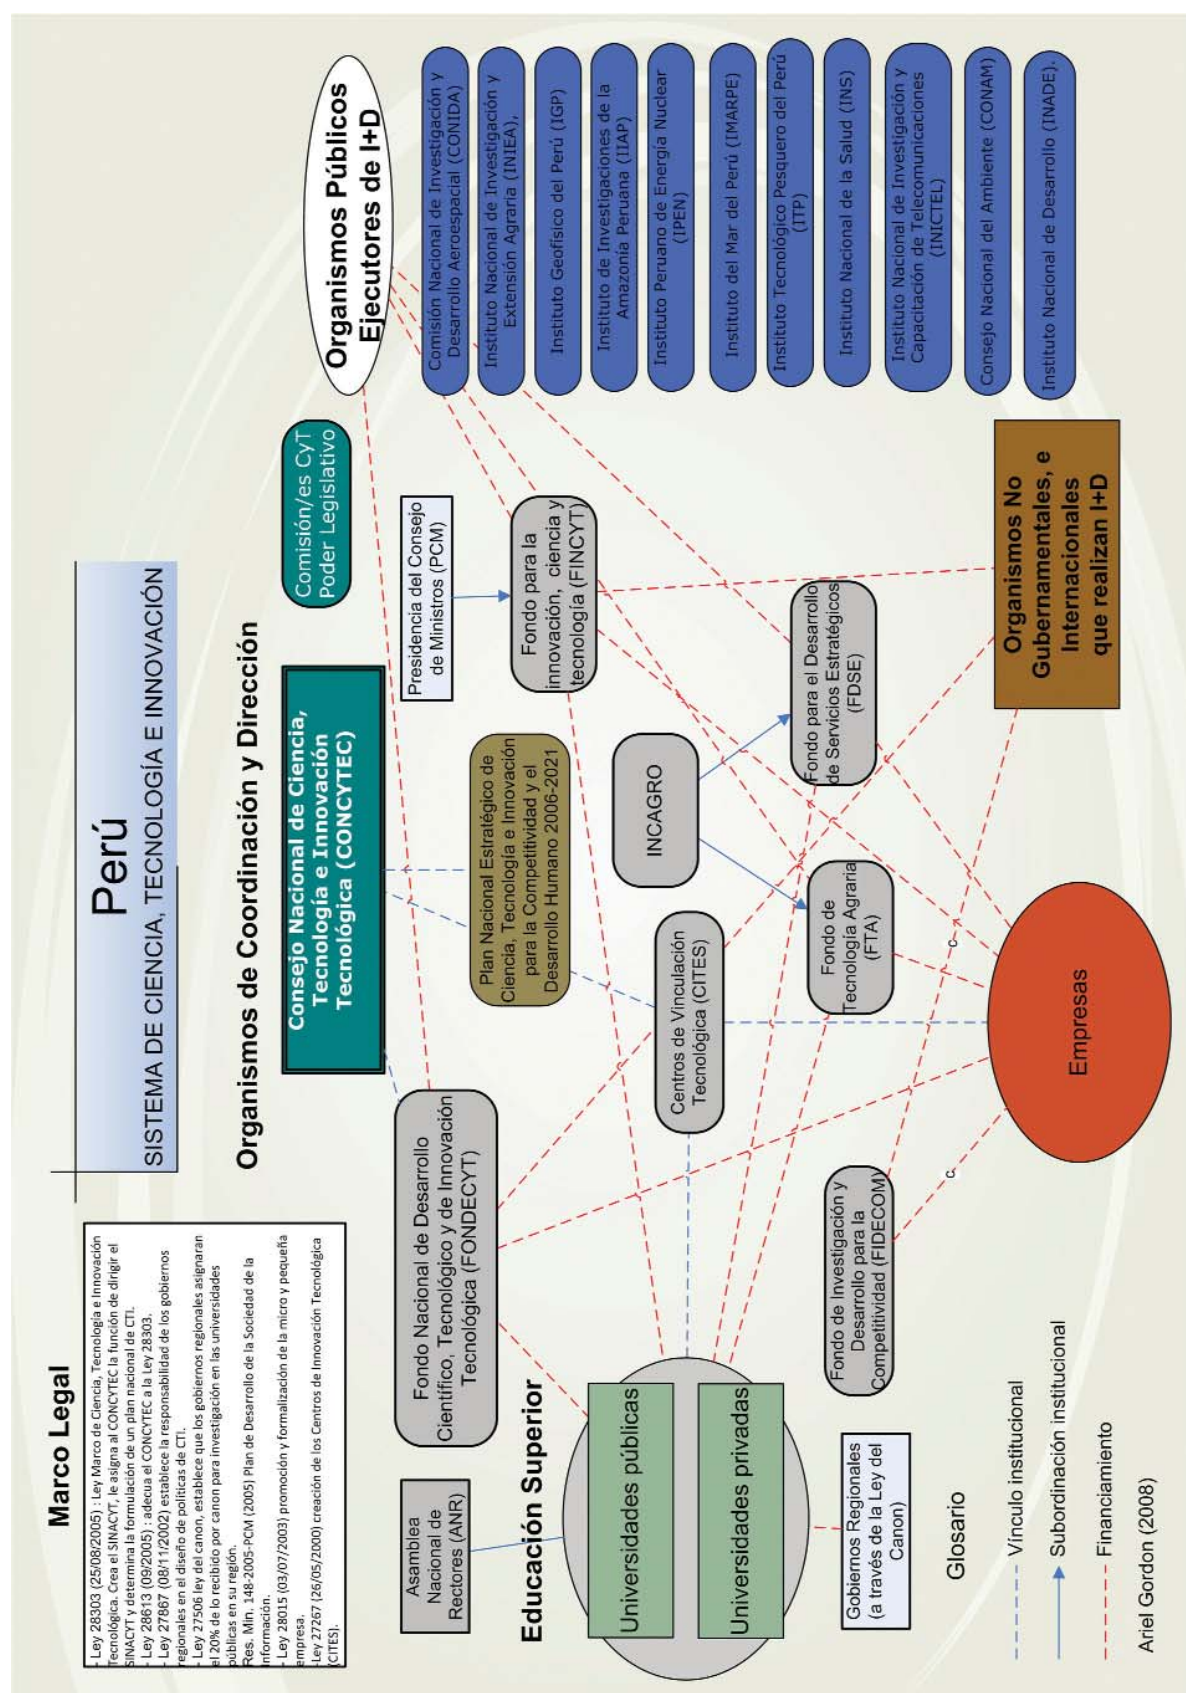 Perú
SISTEMA DE CIENCIA, TECNOLOGÍA E INNOVACIÓN
Marco Legal
- Ley 28303 (25/08/2005) : Ley Marco de Ciencia, Tecnologia e Innovación
Tecnológica. Crea el SINACYT, le asigna al CONCYTEC la función de dirigir el
SINACYT y determina la formulación de un plan nacional de CTI.
- Ley 28613 (09/2005) : adecua el CONCYTEC a la Ley 28303.
- Ley 27867 (08/11/2002) establece la responsabilidad de los gobiernos
regionales en el diseño de políticas de CTI.
- Ley 27506 ley del canon, establece que los gobiernos regionales asignaran
el 20% de lo recibido por canon para investigación en las universidades
públicas en su región.
Res. Min. 148-2005-PCM (2005) Plan de Desarrollo de la Sociedad de la
Información.
- Ley 28015 (03/07/2003) promoción y formalización de la micro y pequeña
empresa.
-Ley 27267 (26/05/2000) creación de los Centros de Innovación Tecnológica
(CITES).
Organismos de Coordinación y Dirección
Consejo Nacional de Ciencia,
Tecnología e Innovación
Tecnológica (CONCYTEC)
Comisión/es CyT
Poder Legislativo
Organismos Públicos
Ejecutores de I+D
Comisión Nacional de Investigación y
Desarrollo Aeroespacial (CONIDA)
Instituto Nacional de Investigación y
Extensión Agraria (INIEA),
Instituto Geofísico del Perú (IGP)
Instituto de Investigaciones de la
Amazonía Peruana (IIAP)
Instituto Peruano de Energía Nuclear
(IPEN)
Instituto del Mar del Perú (IMARPE)
Instituto Tecnológico Pesquero del Perú
(ITP)
Instituto Nacional de la Salud (INS)
Instituto Nacional de Investigación y
Capacitación de Telecomunicaciones
(INICTEL)
Consejo Nacional del Ambiente (CONAM)
Instituto Nacional de Desarrollo (INADE).
Presidencia del Consejo
de Ministros (PCM)
Fondo para la
innovación, ciencia y
tecnología (FINCYT)
Plan Nacional Estratégico de
Ciencia, Tecnología e Innovación
para la Competitividad y el
Desarrollo Humano 2006-2021
Fondo Nacional de Desarrollo
Científico, Tecnológico y de Innovación
Tecnológica (FONDECYT)
Asamblea
Nacional de
Rectores (ANR)
Educación Superior
Universidades públicas
Universidades privadas
INCAGRO
Centros de Vinculación
Tecnológica (CITES)
Fondo para el Desarrollo
de Servicios Estratégicos
(FDSE)
Fondo de
Tecnología Agraria
(FTA)
Fondo de Investigación y
Desarrollo para la
Competitividad (FIDECOM)
c
c
Gobiernos Regionales
(a través de la Ley del
Canon)
Empresas
Organismos No
Gubernamentales, e
Internacionales
que realizan I+D
Glosario
Vínculo institucional
Subordinación institucional
Financiamiento
Ariel Gordon (2008)